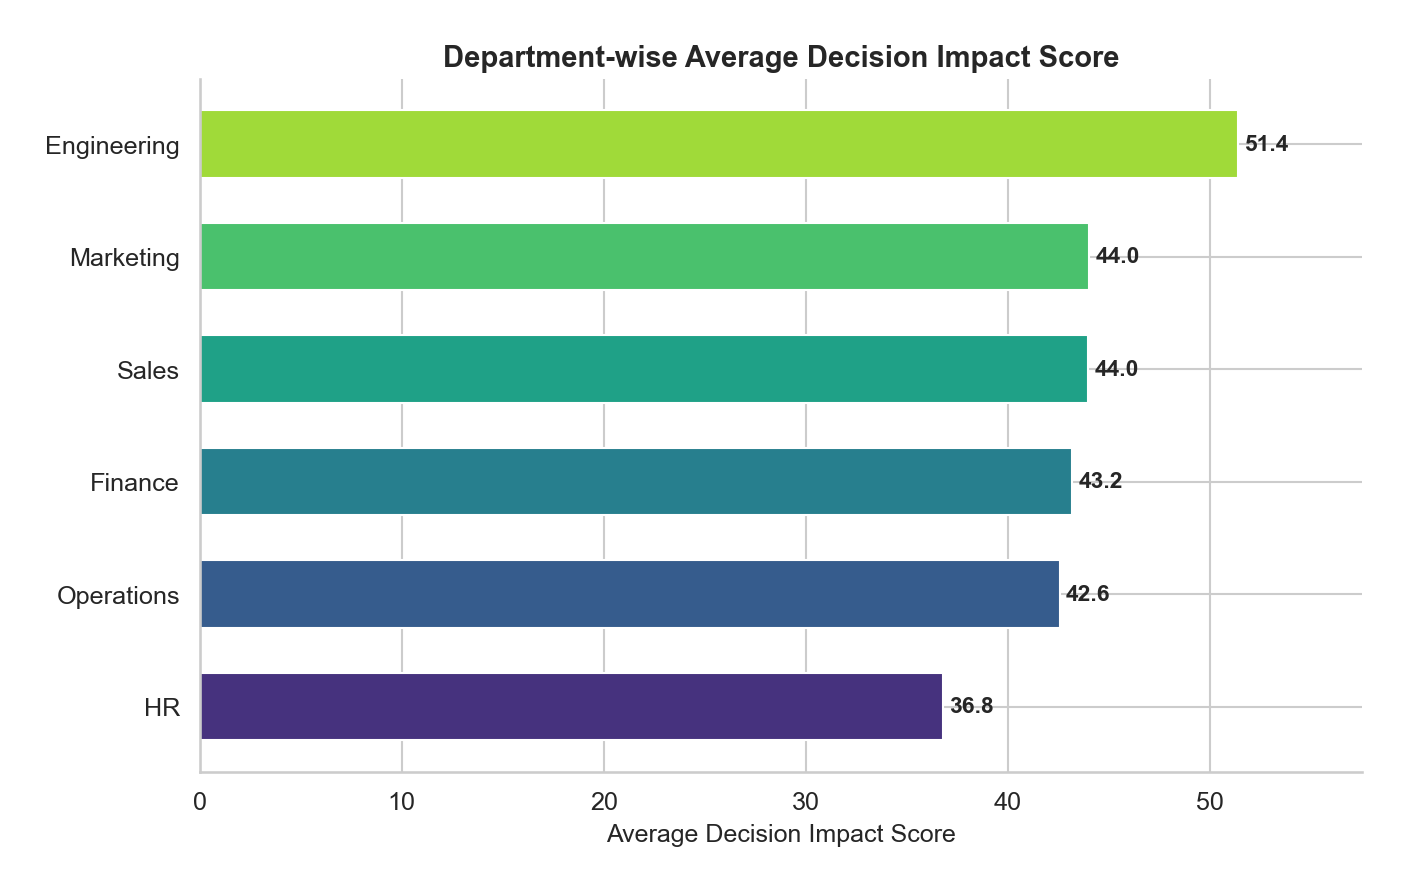 Department-wise Average Decision Impact Score
Engineering 51.4
Marketing 44.0
Sales 44.0
Finance 43.2
Operations 42.6
HR 36.8
0 10 20 30 40 50
Average Decision Impact Score